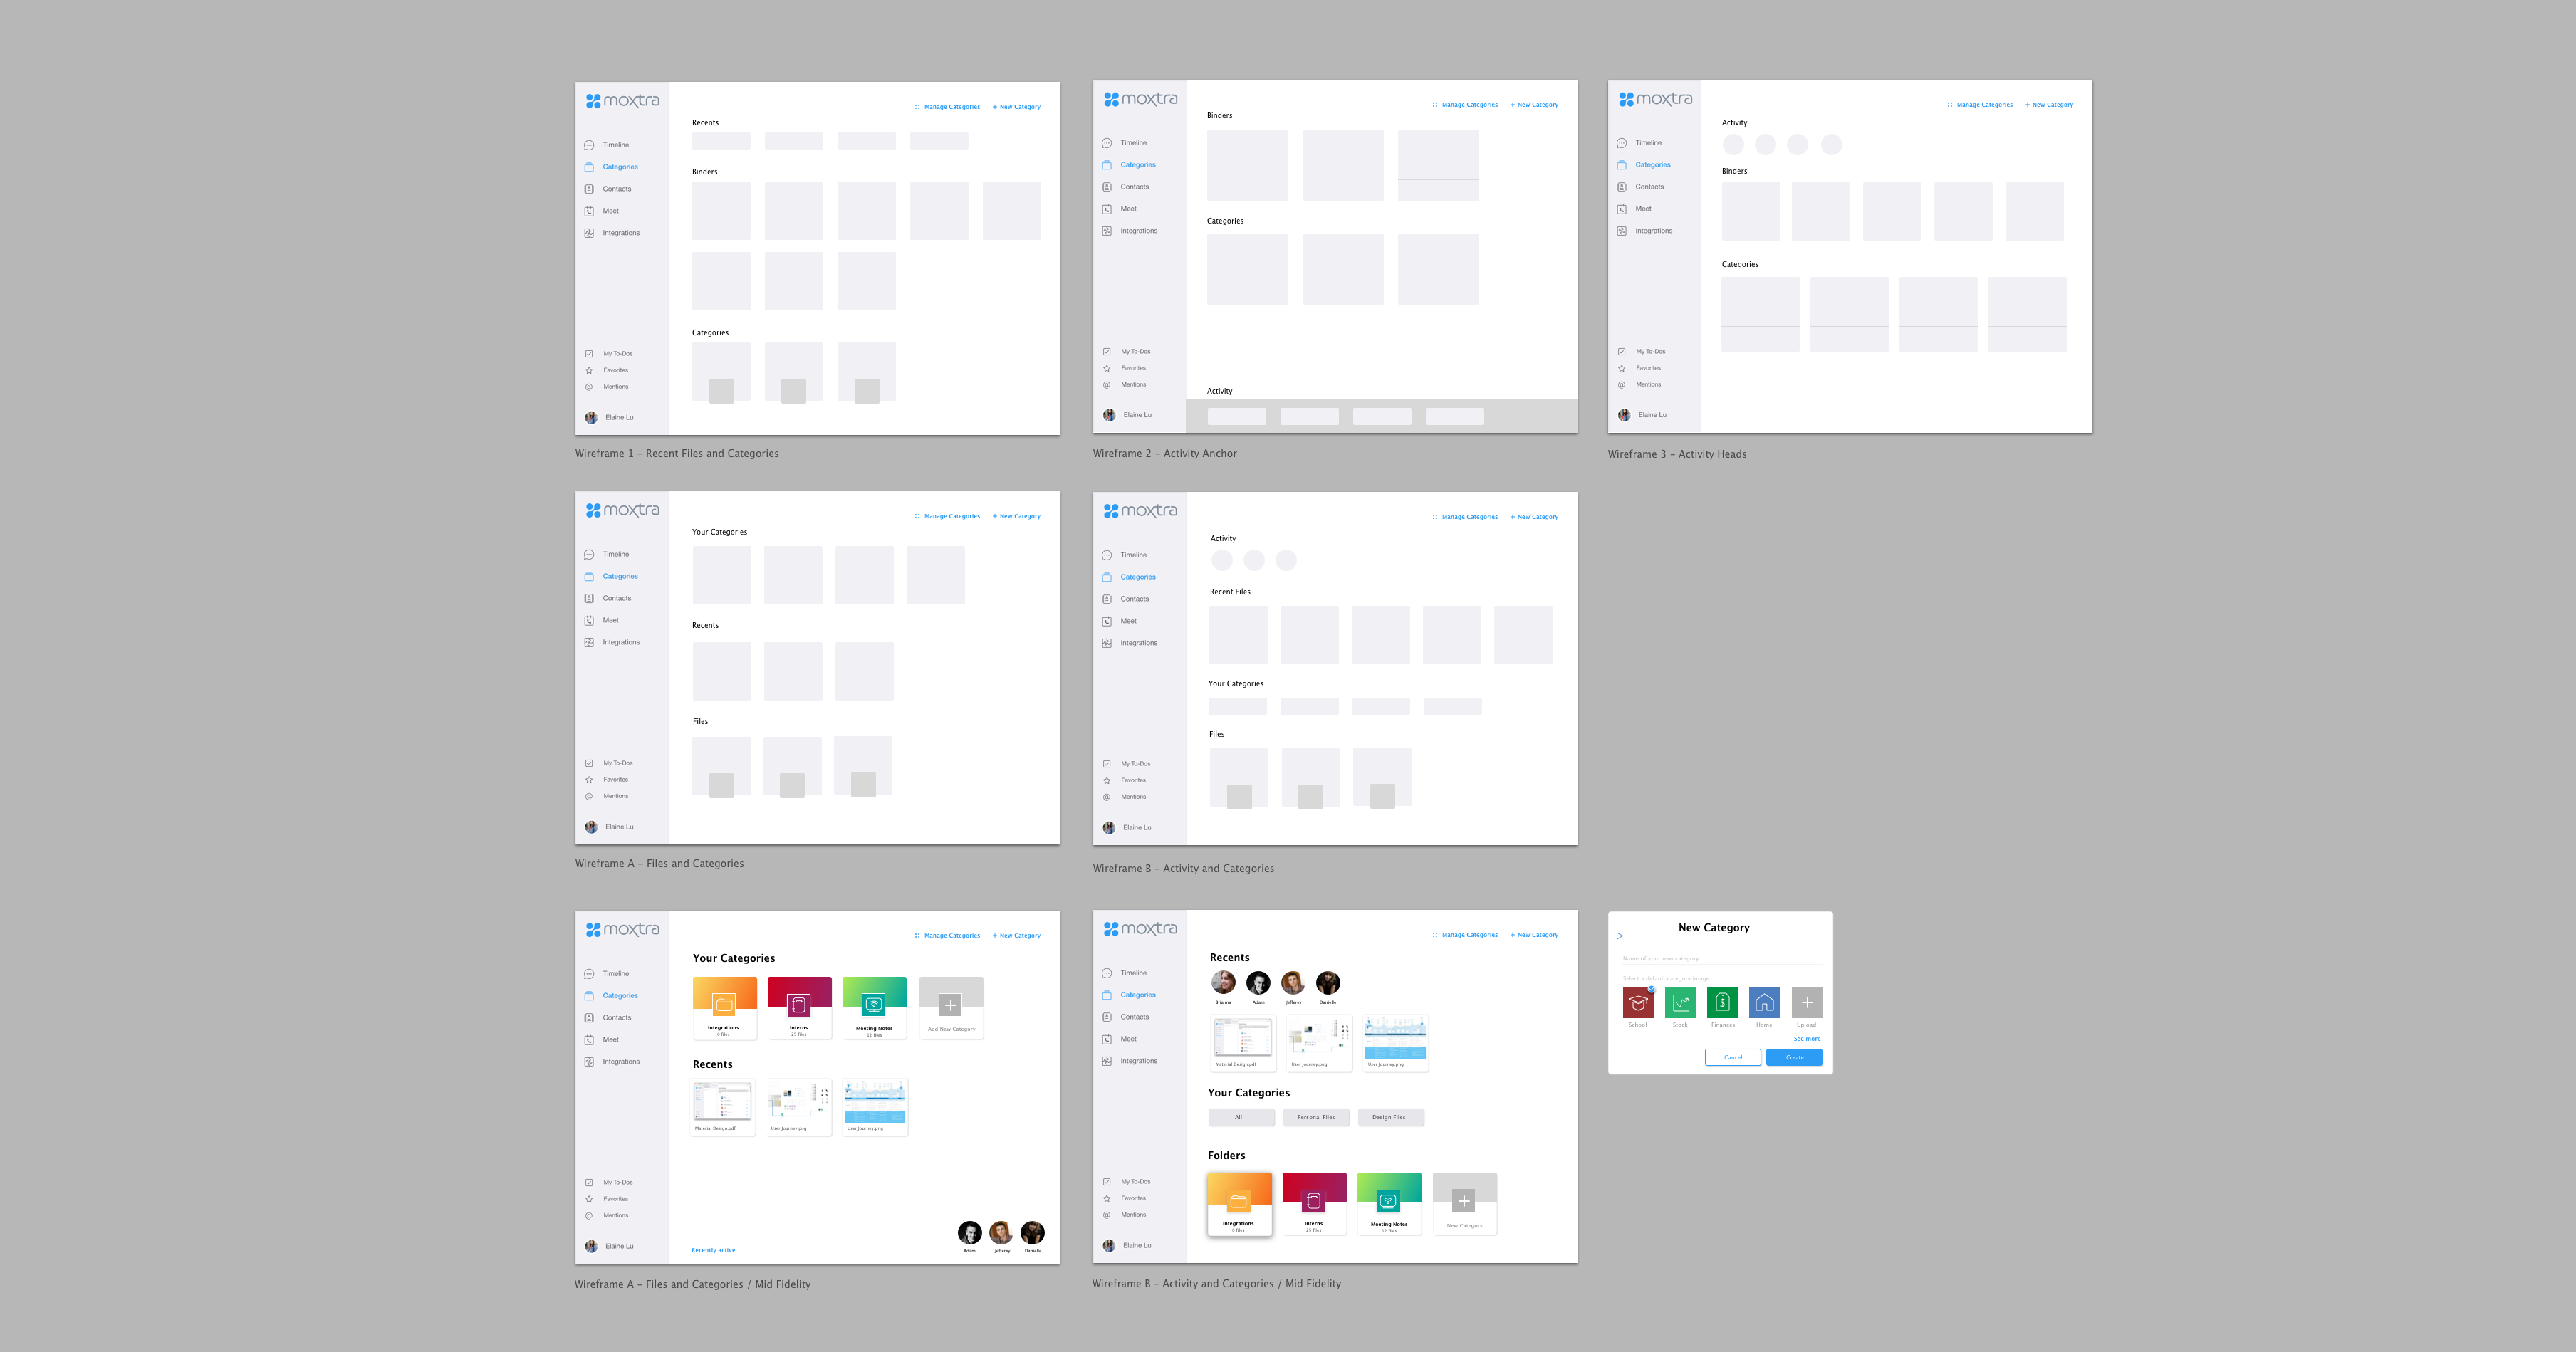 moxtra
Manage Categories
+ New Category
Recents
Timeline
Categories
Binders
Contacts
Meet
Integrations
Categories
My To-Dos
Favorites
Mentions
Elaine Lu
Wireframe 1 – Recent Files and Categories
moxtra
Manage Categories
+ New Category
Binders
Timeline
Categories
Contacts
Meet
Categories
Integrations
My To-Dos
Favorites
Mentions
Activity
Elaine Lu
Wireframe 2 – Activity Anchor
moxtra
Manage Categories
+ New Category
Activity
Timeline
Categories
Binders
Contacts
Meet
Integrations
Categories
My To-Dos
Favorites
Mentions
Elaine Lu
Wireframe 3 – Activity Heads
moxtra
Manage Categories
+ New Category
Your Categories
Timeline
Categories
Contacts
Meet
Recents
Integrations
Files
My To-Dos
Favorites
Mentions
Elaine Lu
Wireframe A – Files and Categories
moxtra
Manage Categories
+ New Category
Activity
Timeline
Categories
Recent Files
Contacts
Meet
Integrations
Your Categories
Files
My To-Dos
Favorites
Mentions
Elaine Lu
Wireframe B – Activity and Categories
moxtra
Manage Categories
+ New Category
Your Categories
Timeline
Categories
Contacts
Meet
Integrations
Integrations
0 files
Interns
25 files
Meeting Notes
12 files
Add New Category
Recents
Material Design.pdf
User Journey.png
User Journey.png
My To-Dos
Favorites
Mentions
Elaine Lu
Recently active
Adam
Jefferey
Danielle
Wireframe A – Files and Categories / Mid Fidelity
moxtra
Manage Categories
+ New Category
Recents
Timeline
Categories
Contacts
Meet
Integrations
Brianna
Adam
Jefferey
Danielle
Material Design.pdf
User Journey.png
User Journey.png
Your Categories
All
Personal Files
Design Files
Folders
My To-Dos
Favorites
Mentions
Elaine Lu
Integrations
0 files
Interns
25 files
Meeting Notes
12 files
New Category
Wireframe B – Activity and Categories / Mid Fidelity
New Category
Name of your new category
Select a default category image
School
Stock
Finances
Home
Upload
See more
Cancel
Create